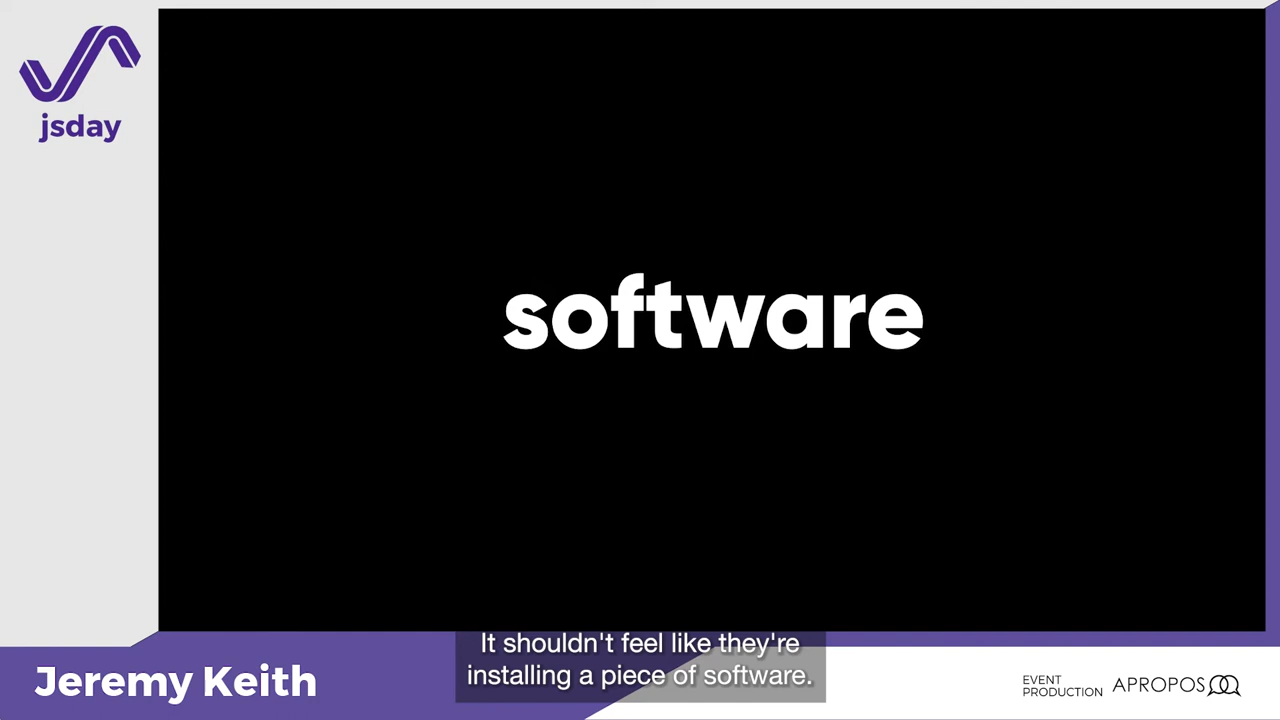 jsday
software
It shouldn't feel like they're
installing a piece of software.
Jeremy Keith
EVENT
PRODUCTION
APROPOS